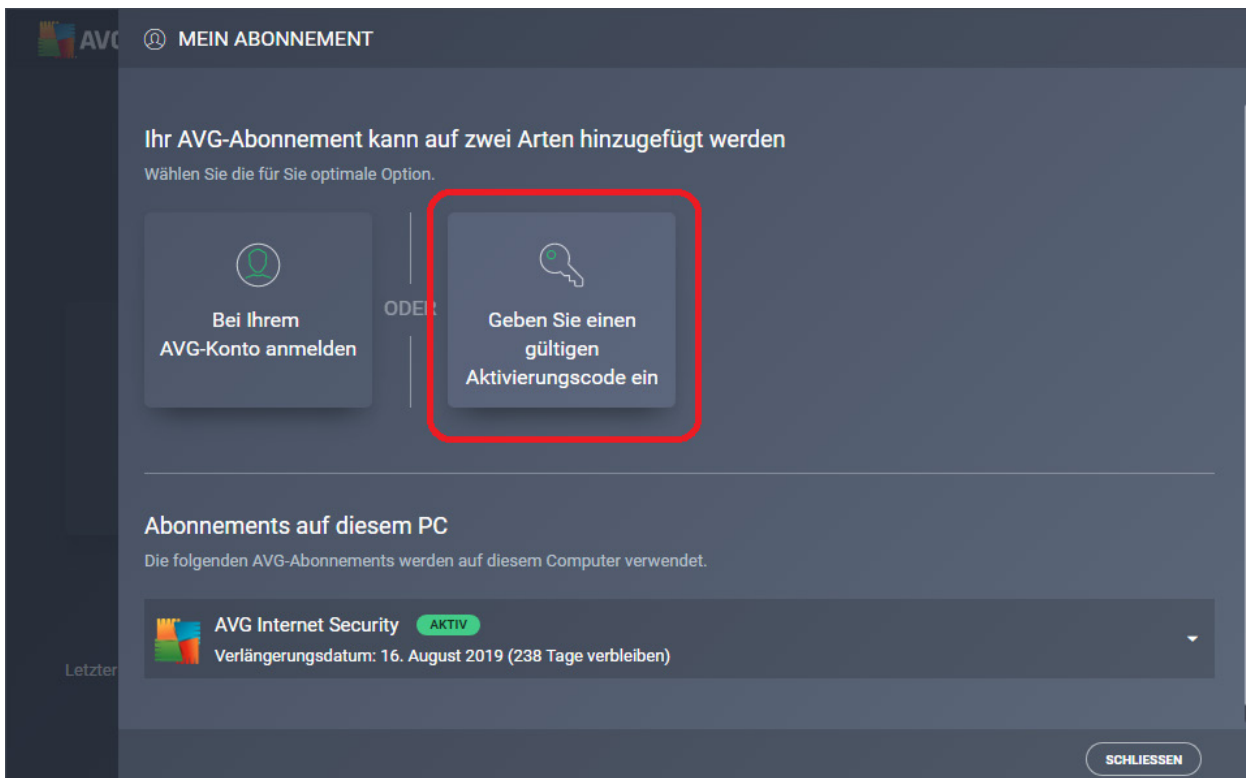 AVG
MEIN ABONNEMENT
Ihr AVG-Abonnement kann auf zwei Arten hinzugefügt werden
Wählen Sie die für Sie optimale Option.
Bei Ihrem
AVG-Konto anmelden
ODER
Geben Sie einen
gültigen
Aktivierungscode ein
Abonnements auf diesem PC
Die folgenden AVG-Abonnements werden auf diesem Computer verwendet.
AVG Internet Security AKTIV
Verlängerungsdatum: 16. August 2019 (238 Tage verbleiben)
Letzter
SCHLIESSEN